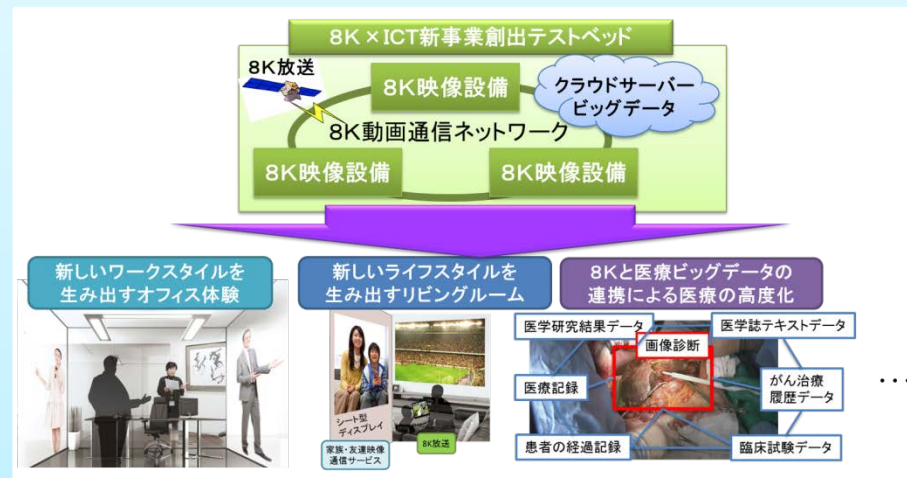 8K×ICT新事業創出テストベッド
8K放送
8K映像設備
クラウドサーバー
ビッグデータ
8K動画通信ネットワーク
8K映像設備
8K映像設備
新しいワークスタイルを
生み出すオフィス体験
新しいライフスタイルを
生み出すリビングルーム
8Kと医療ビッグデータの
連携による医療の高度化
シート型
ディスプレイ
家族・友達映像
通信サービス
8K放送
医学研究結果データ
医学誌テキストデータ
画像診断
医療記録
がん治療
履歴データ
患者の経過記録
臨床試験データ
…